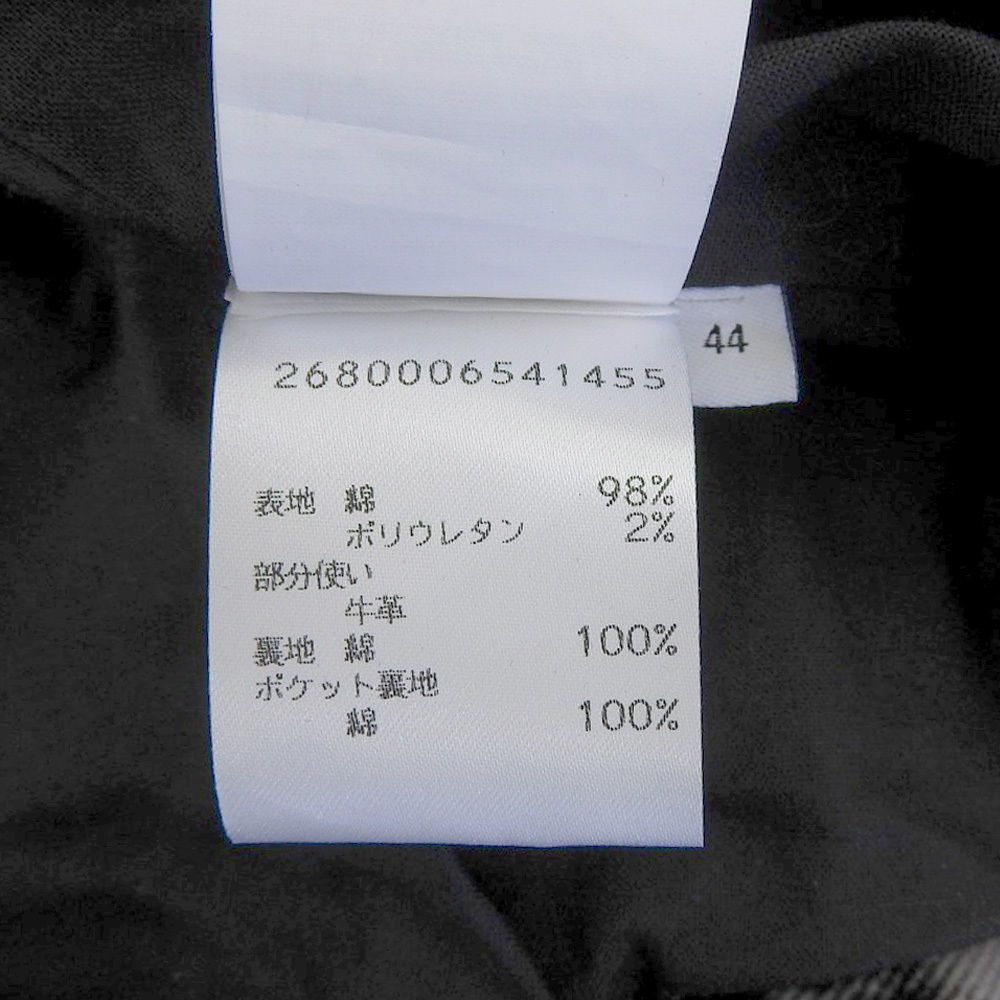 44
2680006541455
表地 綿 98%
ポリウレタン 2%
部分使い
牛革
裏地 綿 100%
ポケット裏地
綿 100%